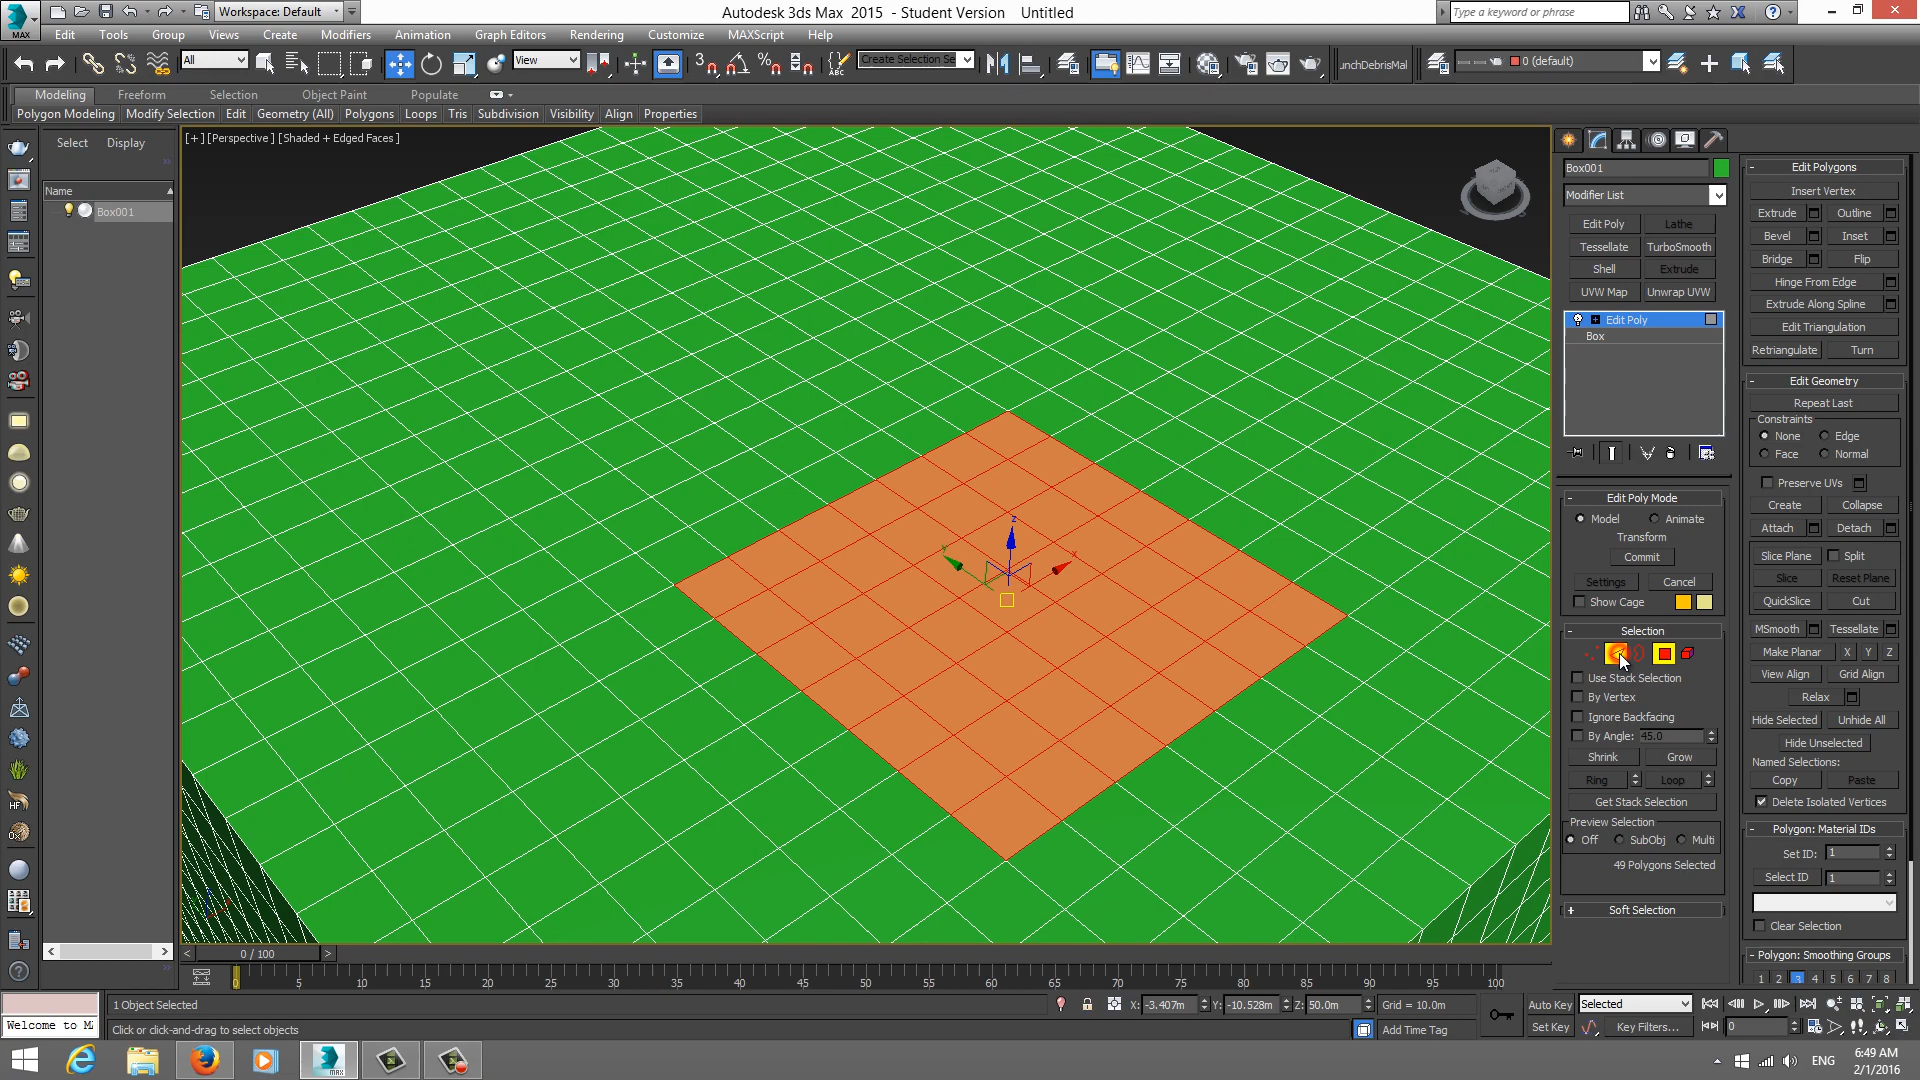 MAX
Workspace: Default
Autodesk 3ds Max 2015 - Student Version Untitled
Type a keyword or phrase
Edit Tools Group Views Create Modifiers Animation Graph Editors Rendering Customize MAXScript Help
All
View
3
ABC
Create Selection Se
unchDebrisMal
0 (default)
Modeling Freeform Selection Object Paint Populate
Polygon Modeling Modify Selection Edit Geometry (All) Polygons Loops Tris Subdivision Visibility Align Properties
Select Display
Name
Box001
[+] [Perspective ] [Shaded + Edged Faces ]
z
y
x
Box001
Modifier List
Edit Poly Lathe
Tessellate TurboSmooth
Shell Extrude
UVW Map Unwrap UVW
Edit Poly
Box
Edit Poly Mode
Model Animate
Transform
Commit
Settings Cancel
Show Cage
Selection
Use Stack Selection
By Vertex
Ignore Backfacing
By Angle: 45.0
Shrink Grow
Ring Loop
Get Stack Selection
Preview Selection
Off SubObj Multi
49 Polygons Selected
Soft Selection
Edit Polygons
Insert Vertex
Extrude Outline
Bevel Inset
Bridge Flip
Hinge From Edge
Extrude Along Spline
Edit Triangulation
Retriangulate Turn
Edit Geometry
Repeat Last
Constraints
None Edge
Face Normal
Preserve UVs
Create Collapse
Attach Detach
Slice Plane Split
Slice Reset Plane
QuickSlice Cut
MSmooth Tessellate
Make Planar X Y Z
View Align Grid Align
Relax
Hide Selected Unhide All
Hide Unselected
Named Selections:
Copy Paste
Delete Isolated Vertices
Polygon: Material IDs
Set ID: 1
Select ID 1
Clear Selection
Polygon: Smoothing Groups
1 2 3 4 5 6 7 8
< 0 / 100 >
0 5 10 15 20 25 30 35 40 45 50 55 60 65 70 75 80 85 90 95 100
1 Object Selected
X: -3.407m Y: -10.528m Z: 50.0m Grid = 10.0m
Auto Key Selected
Welcome to MA
Click or click-and-drag to select objects
Add Time Tag
Set Key Key Filters...
0
ENG
6:49 AM
2/1/2016